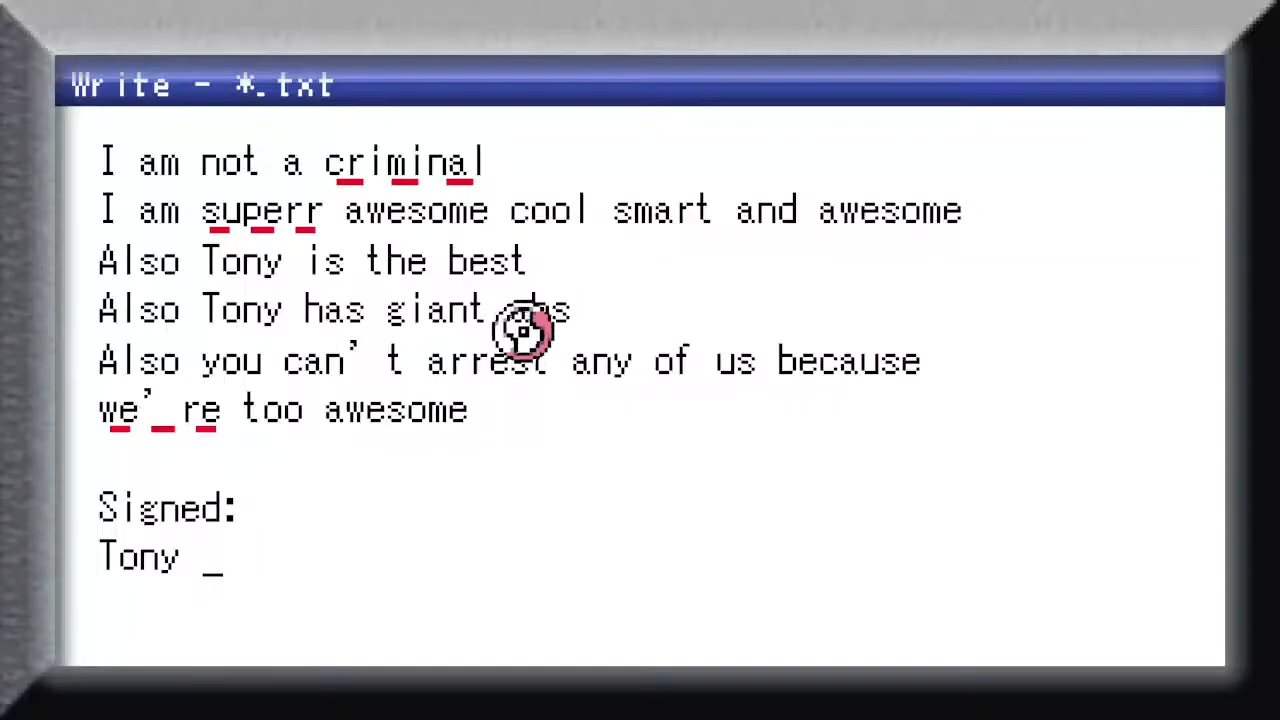 Write - *.txt
I am not a criminal
I am superr awesome cool smart and awesome
Also Tony is the best
Also Tony has giant
Also you can't arrest any of us because
we're too awesome
Signed:
Tony _